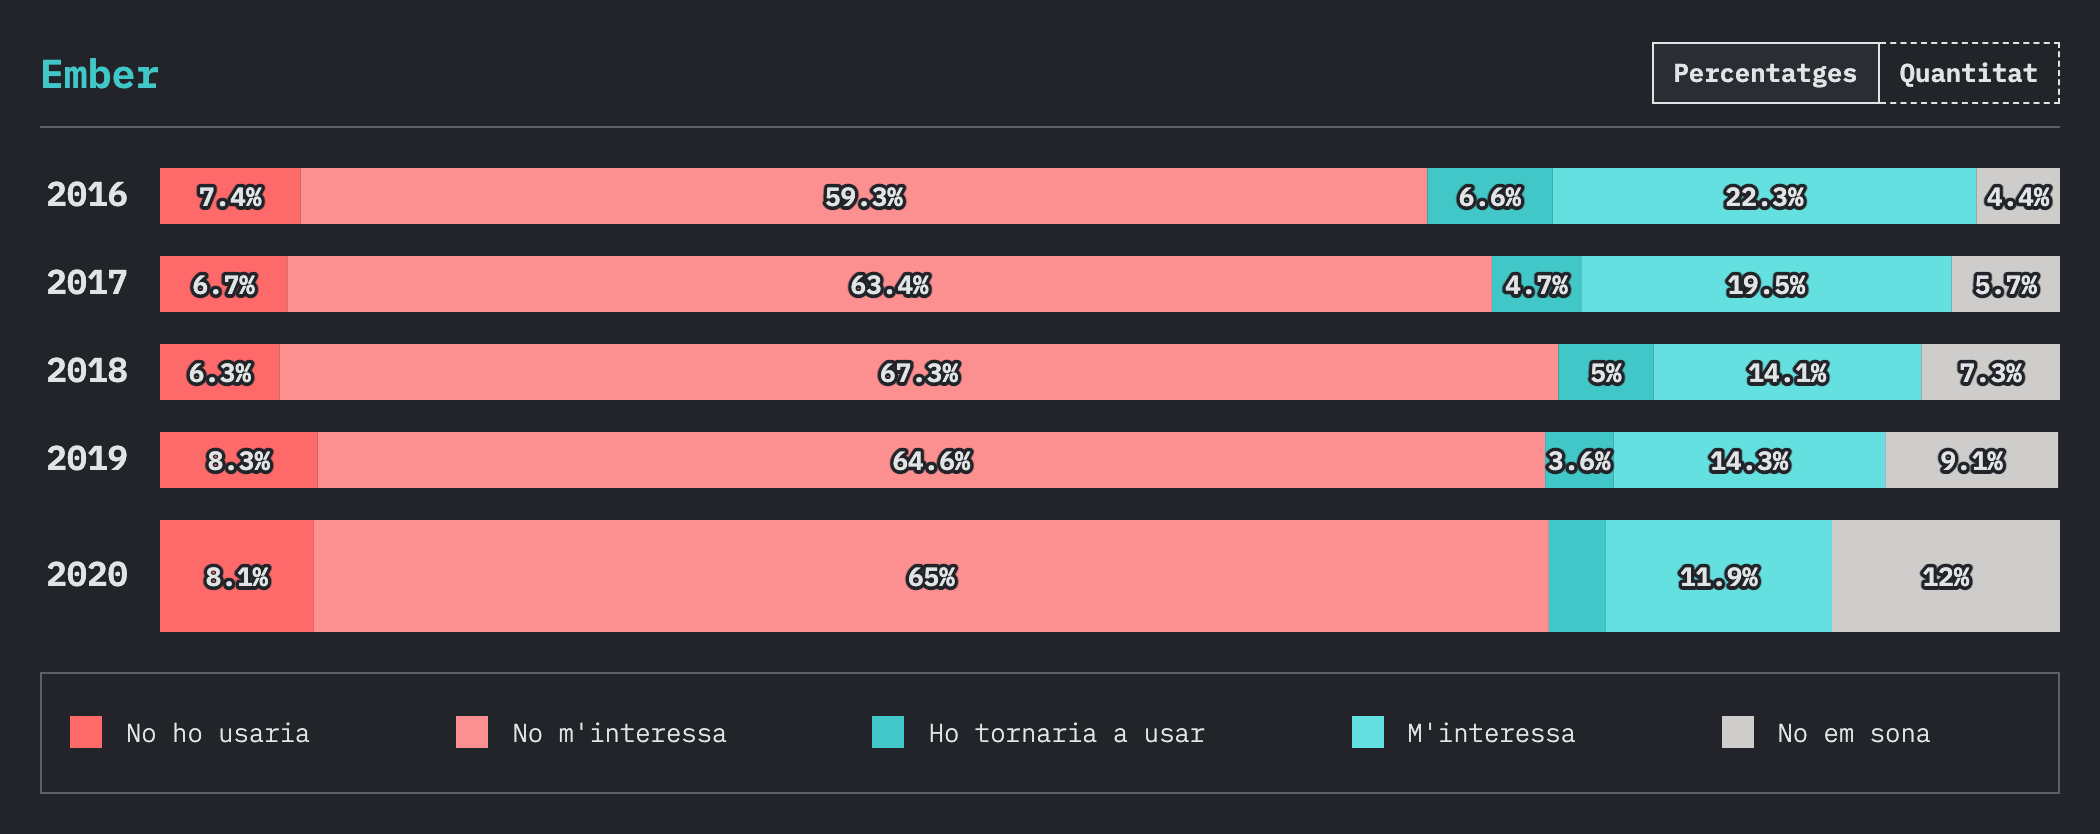 Ember
Percentatges Quantitat
2016 7.4% 59.3% 6.6% 22.3% 4.4%
2017 6.7% 63.4% 4.7% 19.5% 5.7%
2018 6.3% 67.3% 5% 14.1% 7.3%
2019 8.3% 64.6% 3.6% 14.3% 9.1%
2020 8.1% 65% 11.9% 12%
No ho usaria No m'interessa Ho tornaria a usar M'interessa No em sona